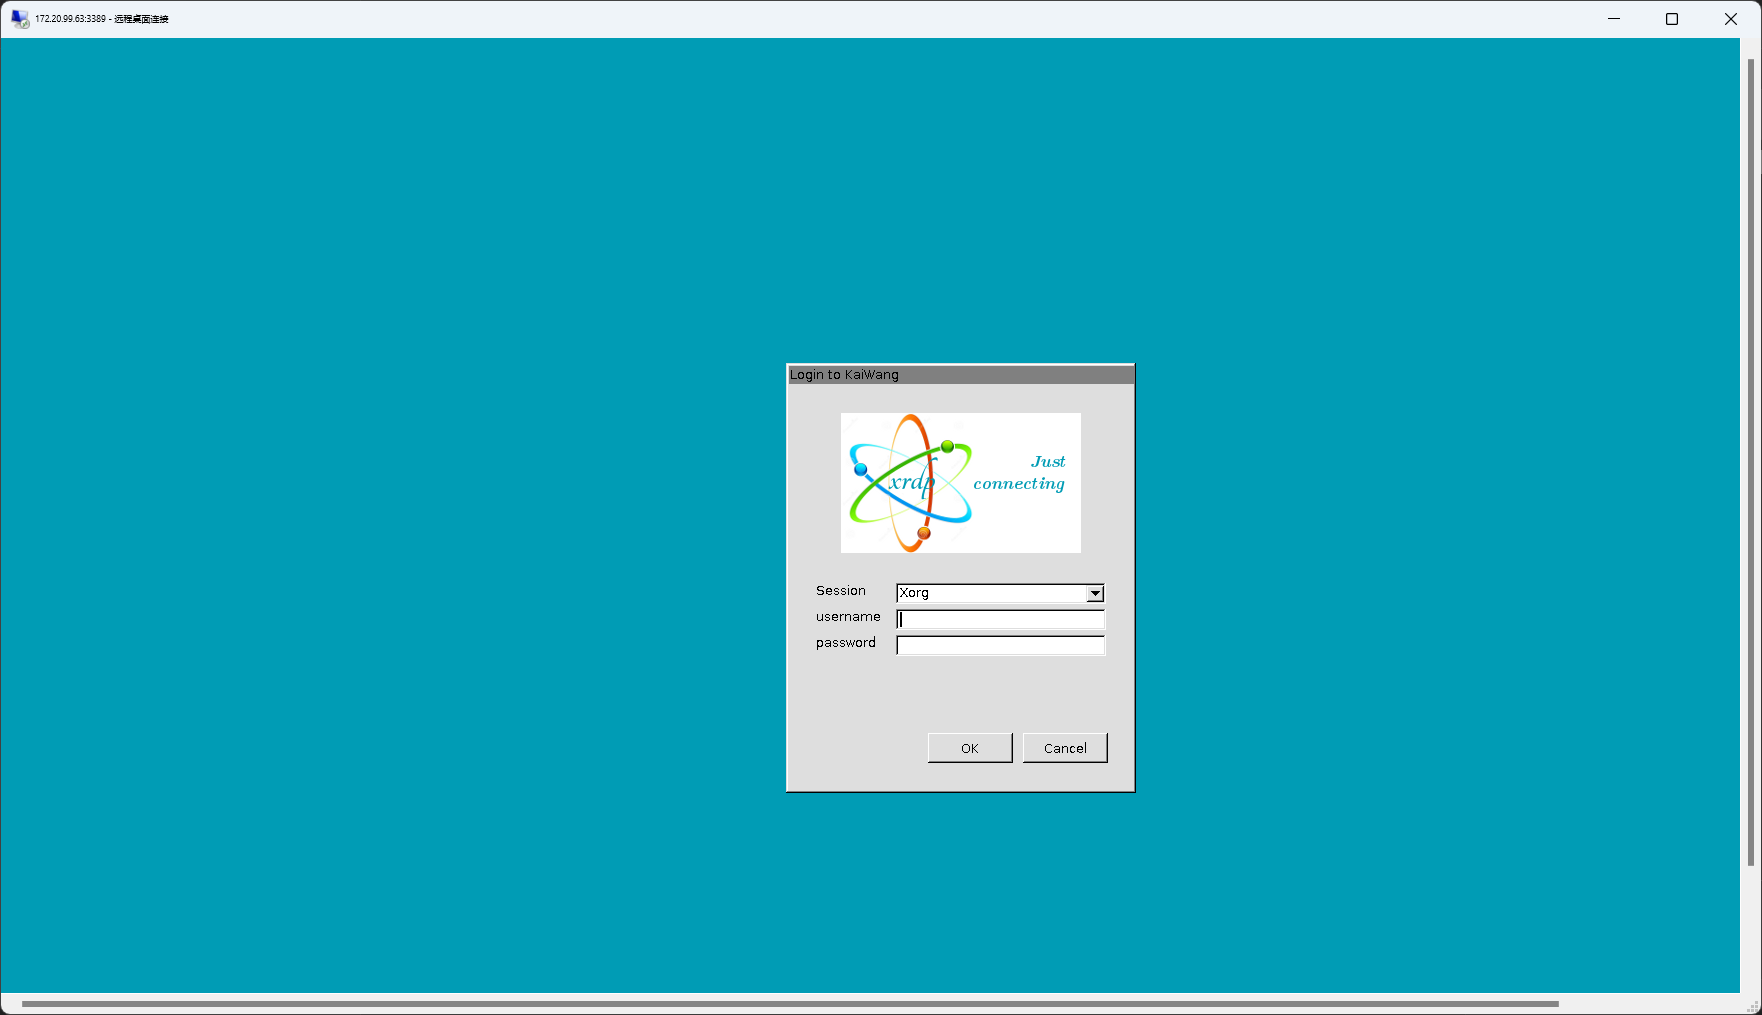 172.20.99.63:3389 - 远程桌面连接
Login to KaiWang
xrdp
Just
connecting
Session
Xorg
username
password
OK
Cancel